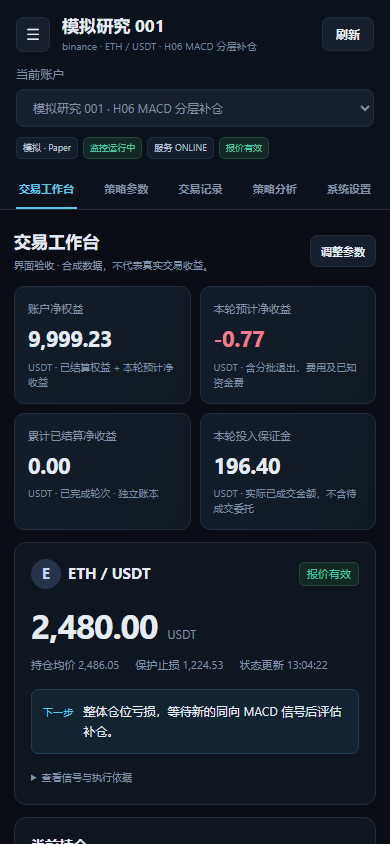 模拟研究 001
binance · ETH / USDT · H06 MACD 分层补仓
刷新
当前账户
模拟研究 001 · H06 MACD 分层补仓
模拟 · Paper
监控运行中
服务 ONLINE
报价有效
交易工作台
策略参数
交易记录
策略分析
系统设置
交易工作台
界面验收 · 合成数据，不代表真实交易收益。
调整参数
账户净权益
9,999.23
USDT · 已结算权益 + 本轮预计净
收益
本轮预计净收益
-0.77
USDT · 含分批退出、费用及已知
资金费
累计已结算净收益
0.00
USDT · 已完成轮次 · 独立账本
本轮投入保证金
196.40
USDT · 实际已成交金额，不含待
成交委托
E
ETH / USDT
报价有效
2,480.00 USDT
持仓均价 2,486.05
保护止损 1,224.53
状态更新 13:04:22
下一步
整体仓位亏损，等待新的同向 MACD 信号后评估
补仓。
查看信号与执行依据